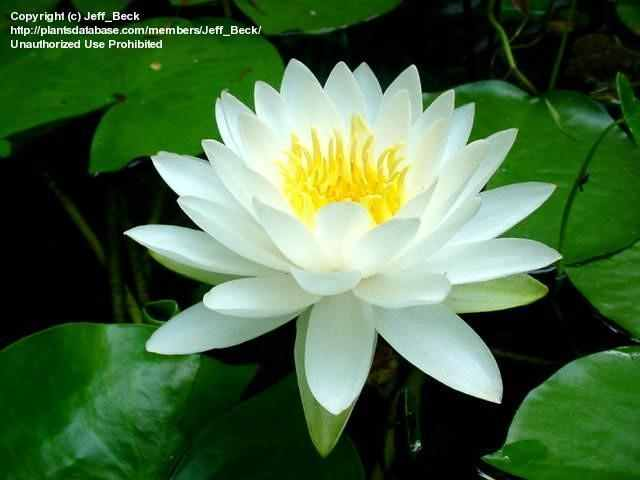 Copyright (c) Jeff_Beck
http://plantsdatabase.com/members/Jeff_Beck/
Unauthorized Use Prohibited